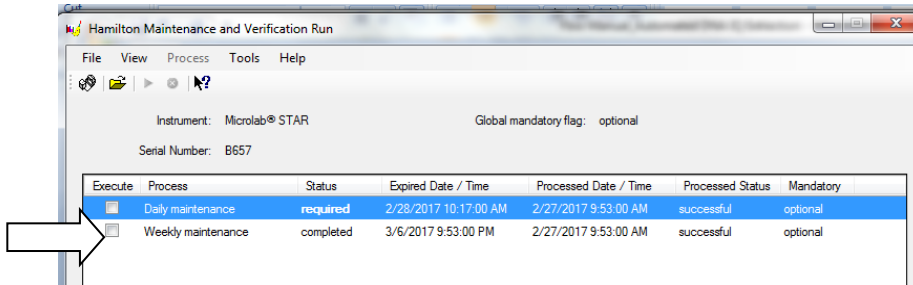 Cut
Hamilton Maintenance and Verification Run
File View Process Tools Help
Instrument: Microlab® STAR Global mandatory flag: optional
Serial Number: B657
Execute Process Status Expired Date / Time Processed Date / Time Processed Status Mandatory
Daily maintenance required 2/28/2017 10:17:00 AM 2/27/2017 9:53:00 AM successful optional
Weekly maintenance completed 3/6/2017 9:53:00 PM 2/27/2017 9:53:00 AM successful optional